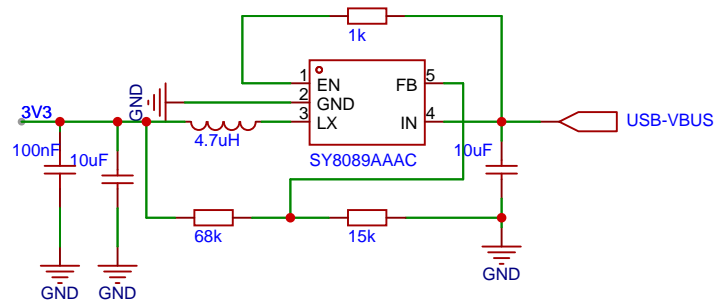 1k
1
EN
FB
5
2
GND
GND
3
LX
IN
4
3V3
4.7uH
SY8089AAAC
USB-VBUS
100nF
10uF
10uF
68k
15k
GND
GND
GND